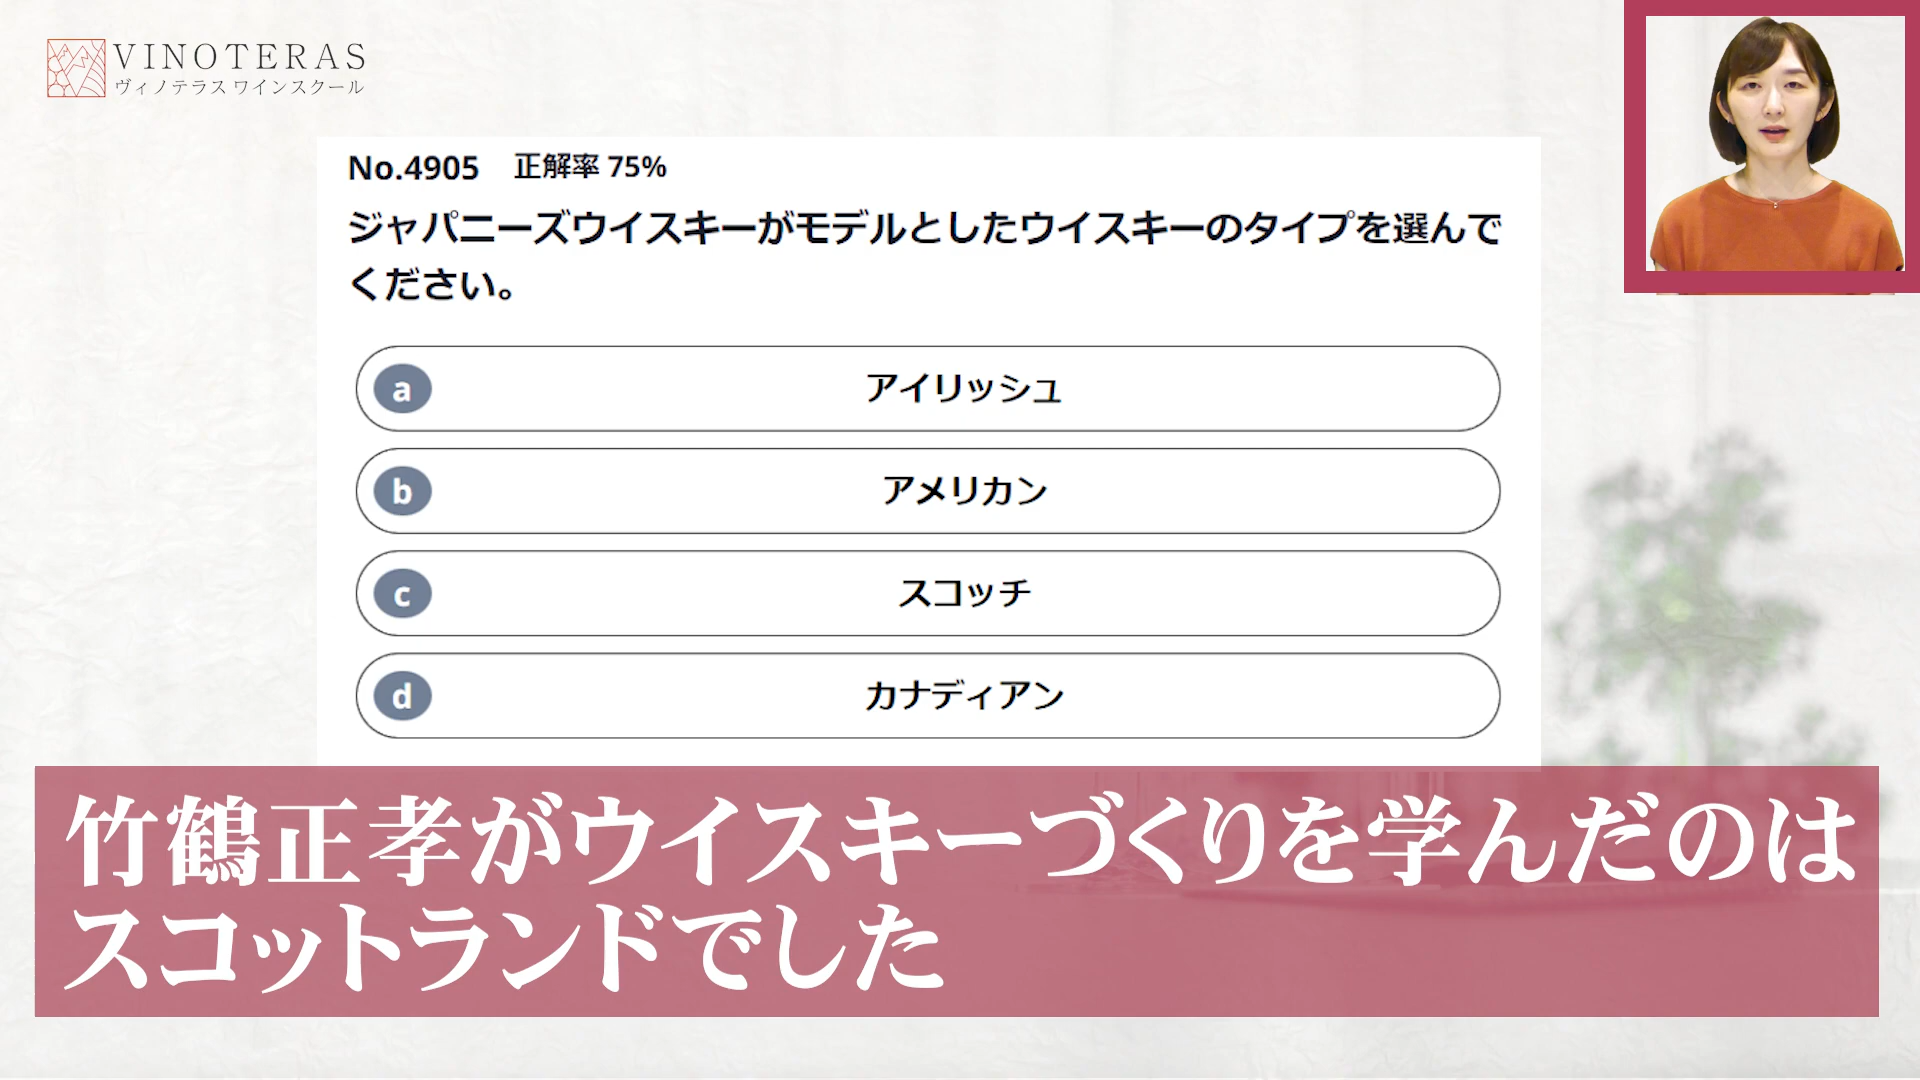 VINOTERAS
ヴィノテラス ワインスクール
No.4905 正解率 75%
ジャパニーズウイスキーがモデルとしたウイスキーのタイプを選んで
ください。
a アイリッシュ
b アメリカン
c スコッチ
d カナディアン
竹鶴正孝がウイスキーづくりを学んだのは
スコットランドでした